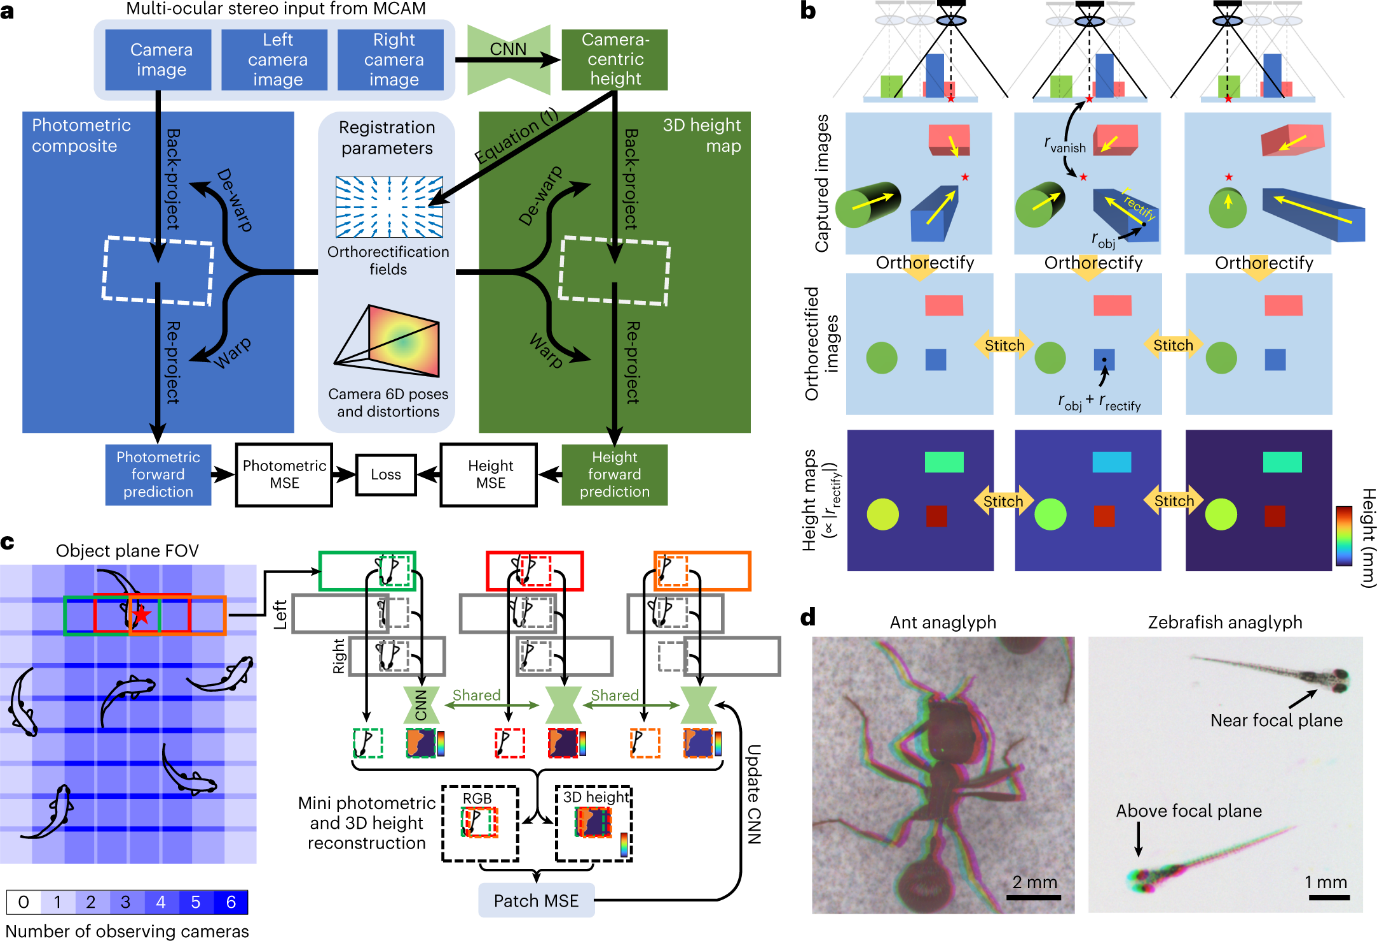 a
Multi-ocular stereo input from MCAM
Camera
image
Left
camera
image
Right
camera
image
CNN
Camera-
centric
height
Photometric
composite
Registration
parameters
3D height
map
Equation (1)
Back-project
De-warp
De-warp
Back-project
Orthorectification
fields
Re-project
Warp
Warp
Re-project
Camera 6D poses
and distortions
Photometric
forward
prediction
Photometric
MSE
Loss
Height
MSE
Height
forward
prediction
b
Captured images
r_vanish
r_rectify
r_obj
Orthorectify
Orthorectify
Orthorectify
Orthorectified
images
Stitch
Stitch
r_obj + r_rectify
Height maps
(∝ |r_rectify|)
Stitch
Stitch
Height (mm)
c
Object plane FOV
Left
Right
CNN
Shared
Shared
Update CNN
Mini photometric
and 3D height
reconstruction
RGB
3D height
Patch MSE
0 1 2 3 4 5 6
Number of observing cameras
d
Ant anaglyph
2 mm
Zebrafish anaglyph
Near focal plane
Above focal plane
1 mm